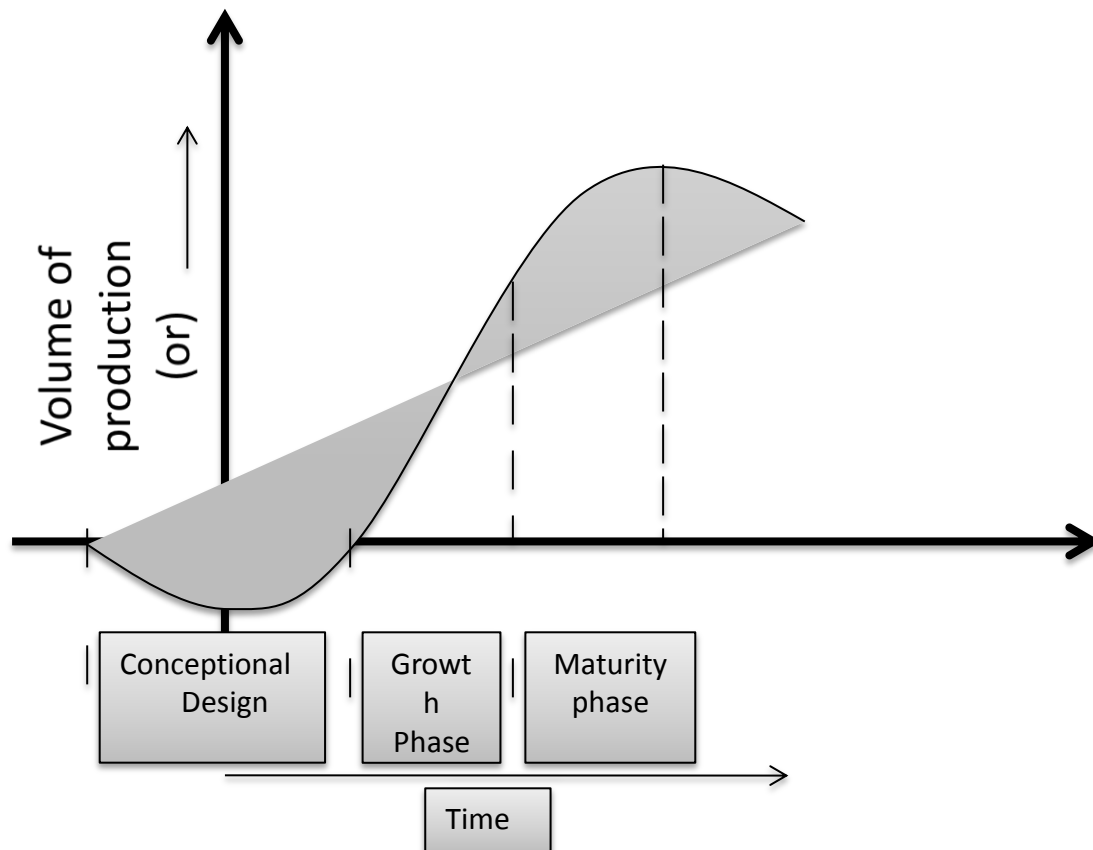 Volume of
production
(or)
Conceptional
Design
Growt
h
Phase
Maturity
phase
Time